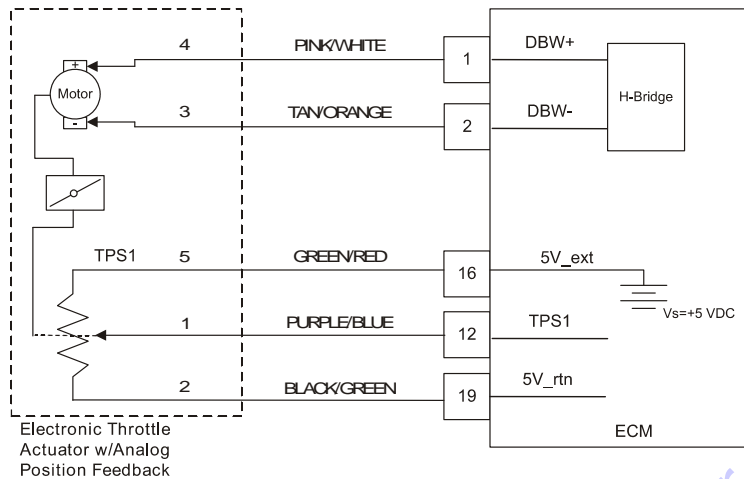 4 PINK/WHITE 1 DBW+
+
Motor
-
H-Bridge
3 TAN/ORANGE 2 DBW-
TPS1 5 GREEN/RED 16 5V_ext
Vs=+5 VDC
1 PURPLE/BLUE 12 TPS1
2 BLACK/GREEN 19 5V_rtn
ECM
Electronic Throttle
Actuator w/Analog
Position Feedback